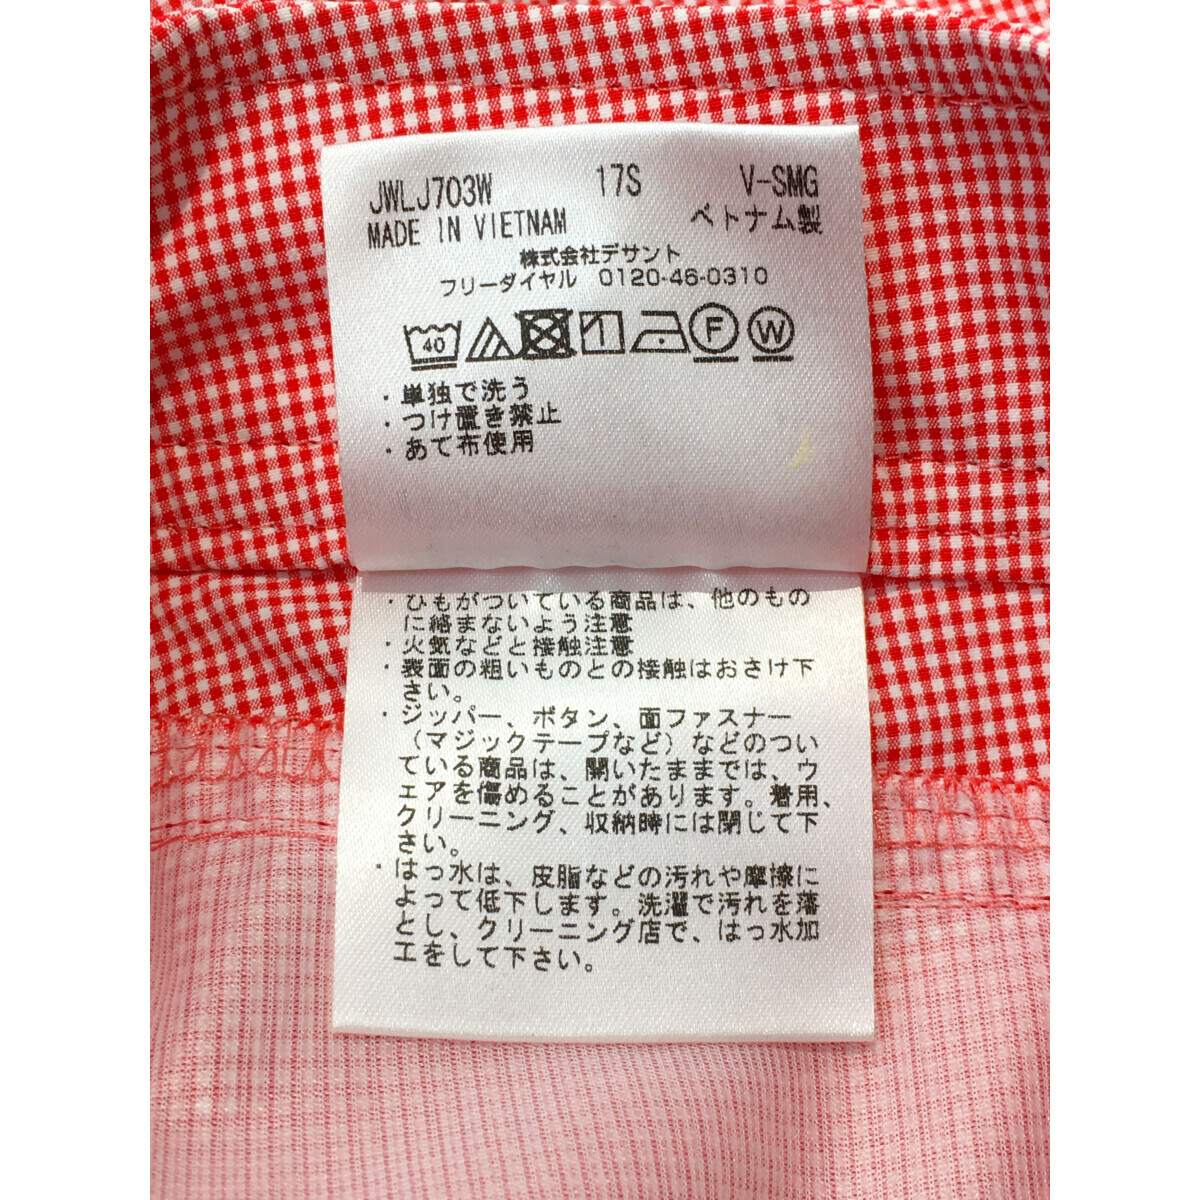 JWLJ703W 17S V-SMG
MADE IN VIETNAM ベトナム製
株式会社デサント
フリーダイヤル 0120-46-0310
40 F W
・単独で洗う
・つけ置き禁止
・あて布使用
・ひもがついている商品は、他のもの
に絡まないよう注意
・火気などと接触注意
・表面の粗いものとの接触はおさけ下
さい。
・ジッパー、ボタン、面ファスナー
（マジックテープなど）などのつい
ている商品は、開いたままでは、ウ
ェアを傷めることがあります。着用、
クリーニング、収納時には閉じて下
さい。
・はっ水は、皮脂などの汚れや摩擦に
よって低下します。洗濯で汚れを落
とし、クリーニング店で、はっ水加
工をして下さい。